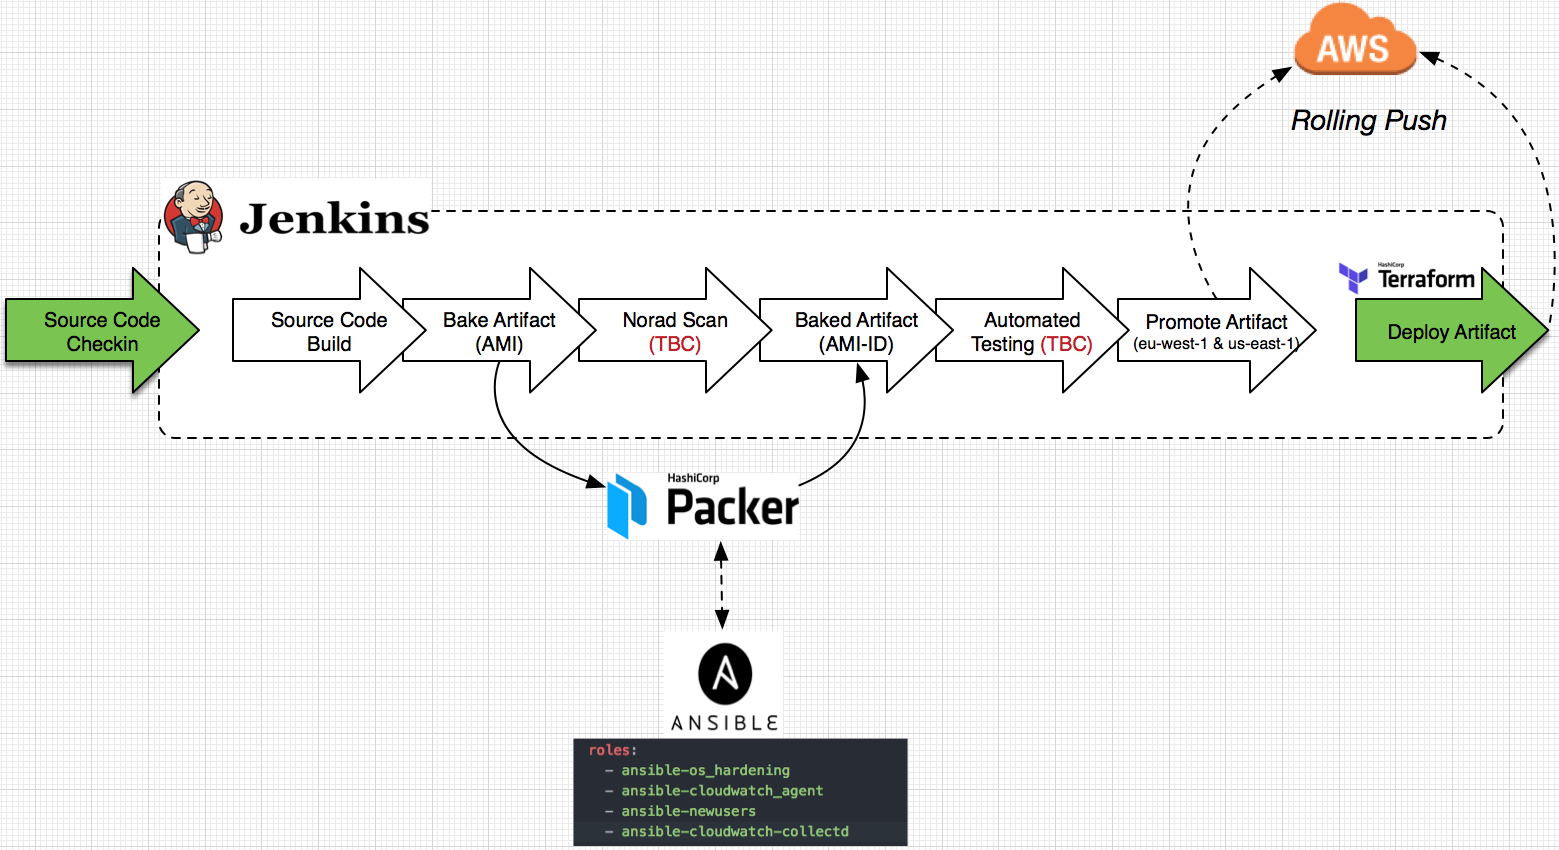 AWS
Rolling Push
Jenkins
HashiCorp
Terraform
Source Code
Checkin
Source Code
Build
Bake Artifact
(AMI)
Norad Scan
(TBC)
Baked Artifact
(AMI-ID)
Automated
Testing (TBC)
Promote Artifact
(eu-west-1 & us-east-1)
Deploy Artifact
HashiCorp
Packer
ANSIBLE
roles:
- ansible-os_hardening
- ansible-cloudwatch_agent
- ansible-newusers
- ansible-cloudwatch-collectd